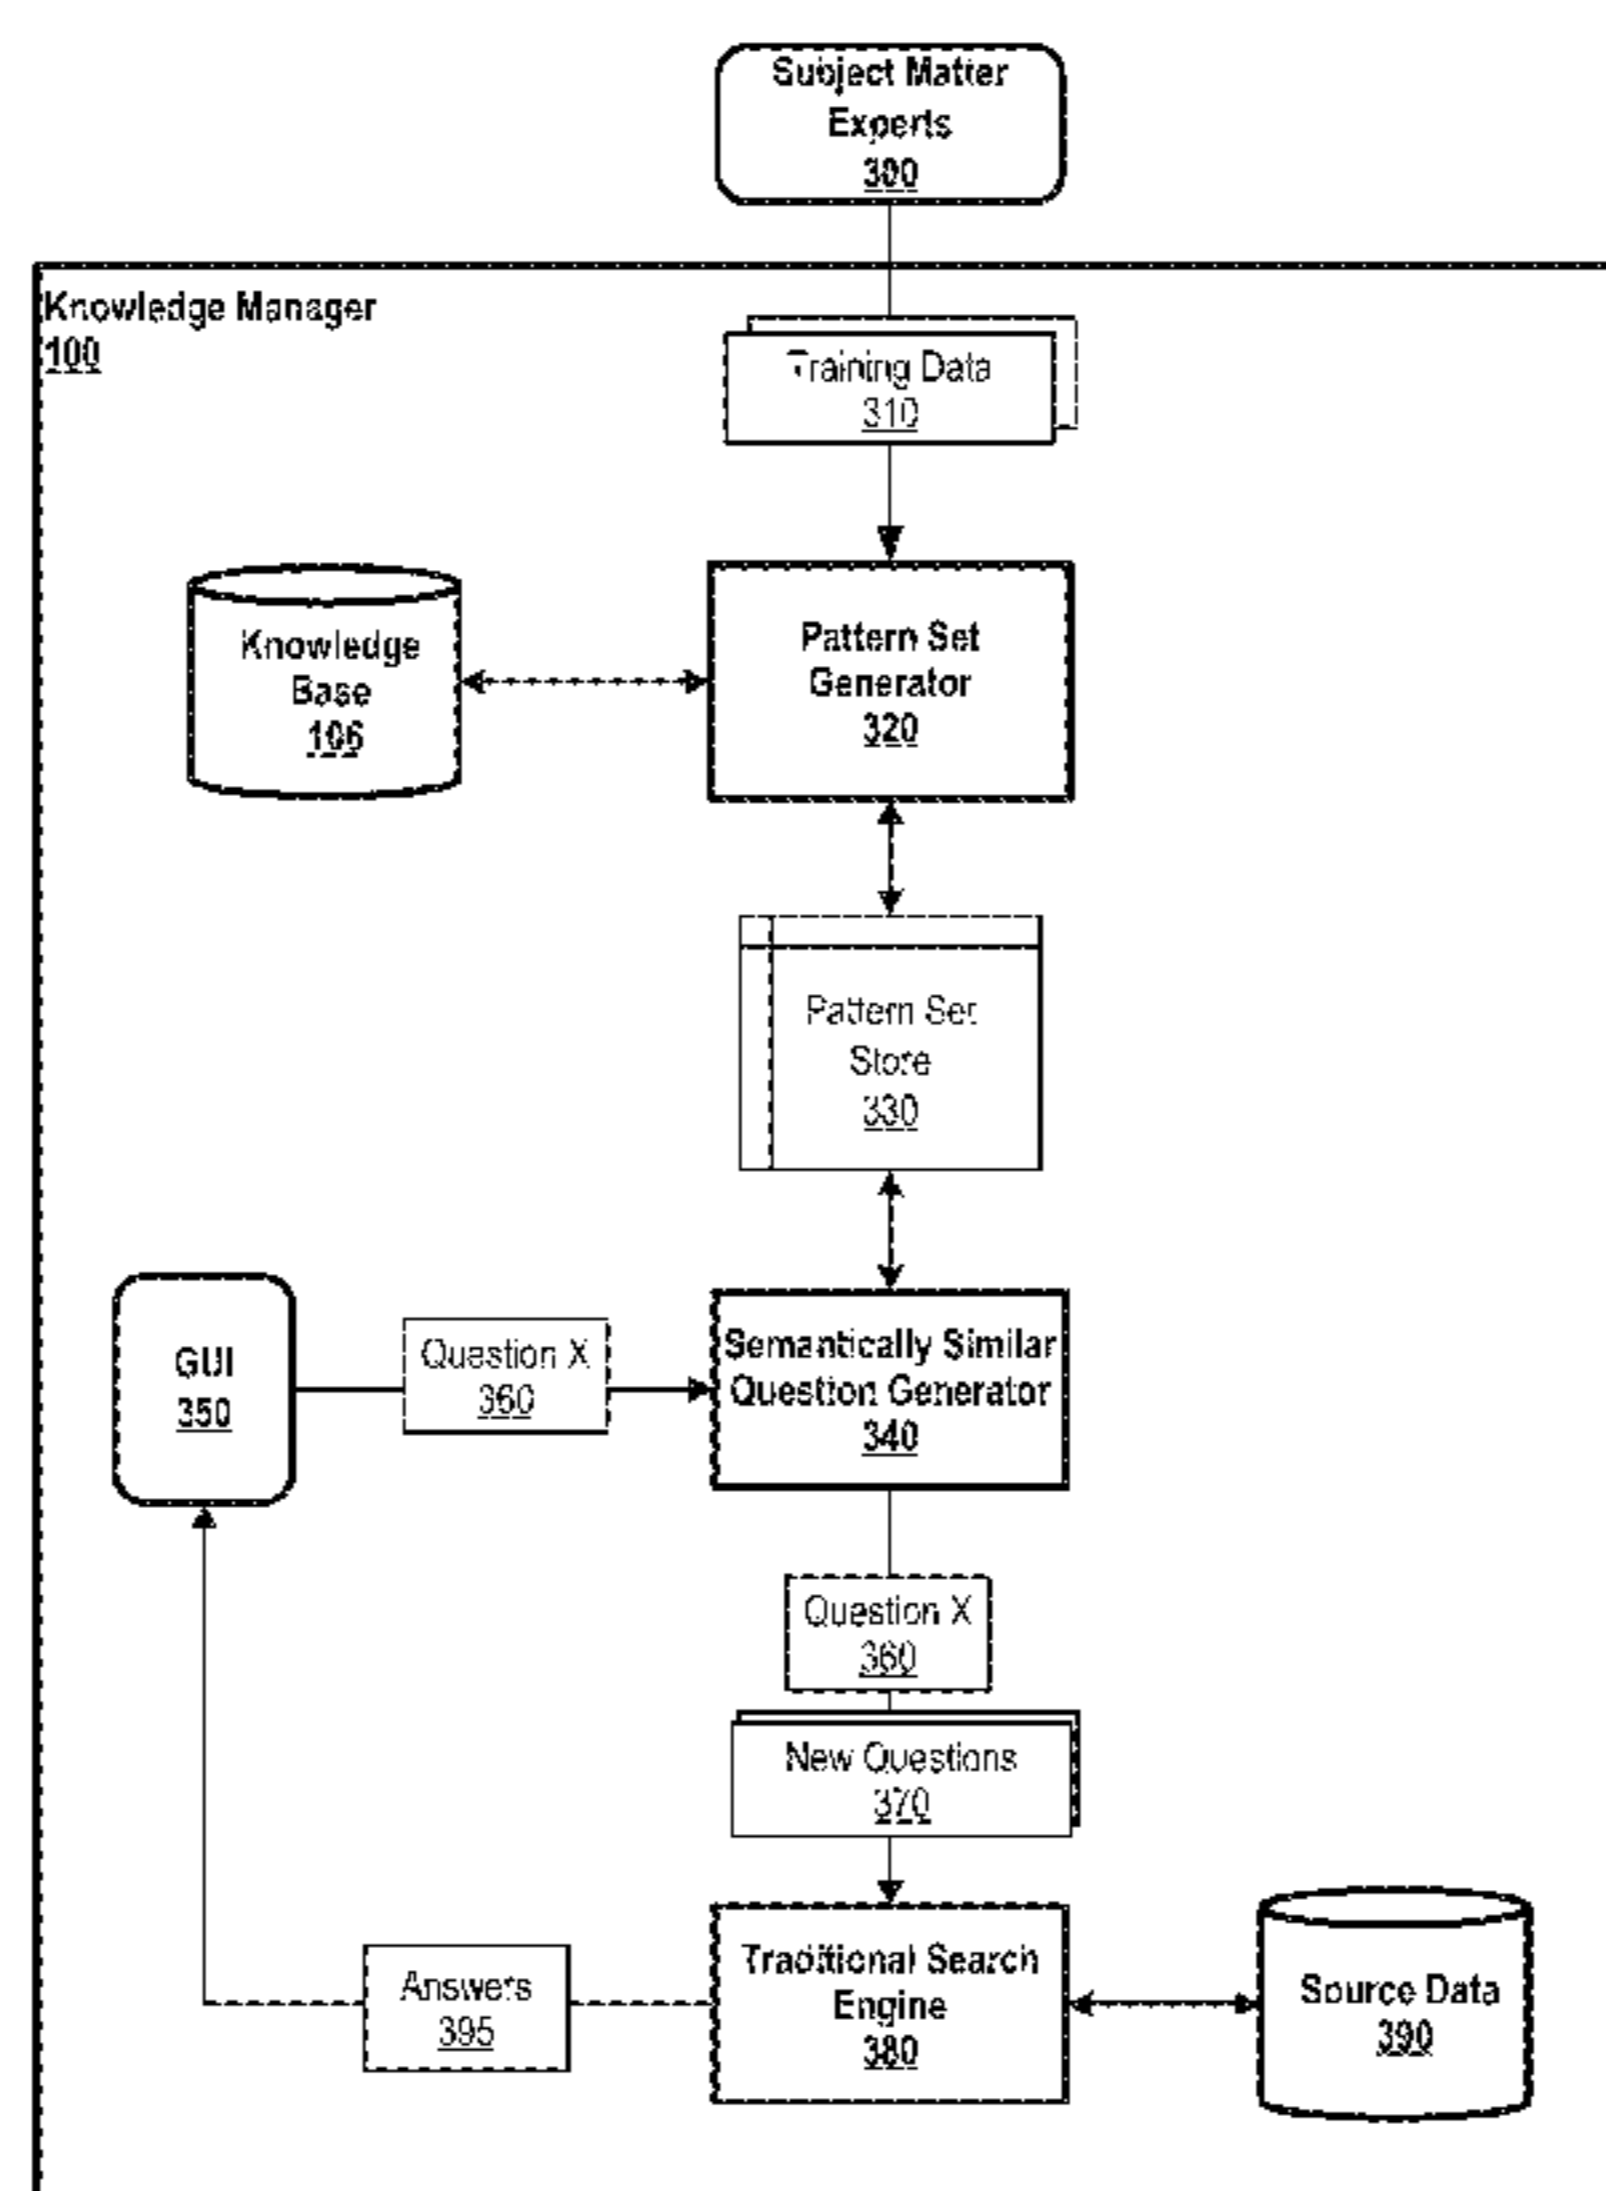 Subject Matter
Experts
300
Knowledge Manager
100
Training Data
310
Knowledge
Base
106
Pattern Set
Generator
320
Pattern Set
Store
330
GUI
350
Question X
360
Semantically Similar
Question Generator
340
Question X
360
New Questions
370
Answers
395
Traditional Search
Engine
380
Source Data
390